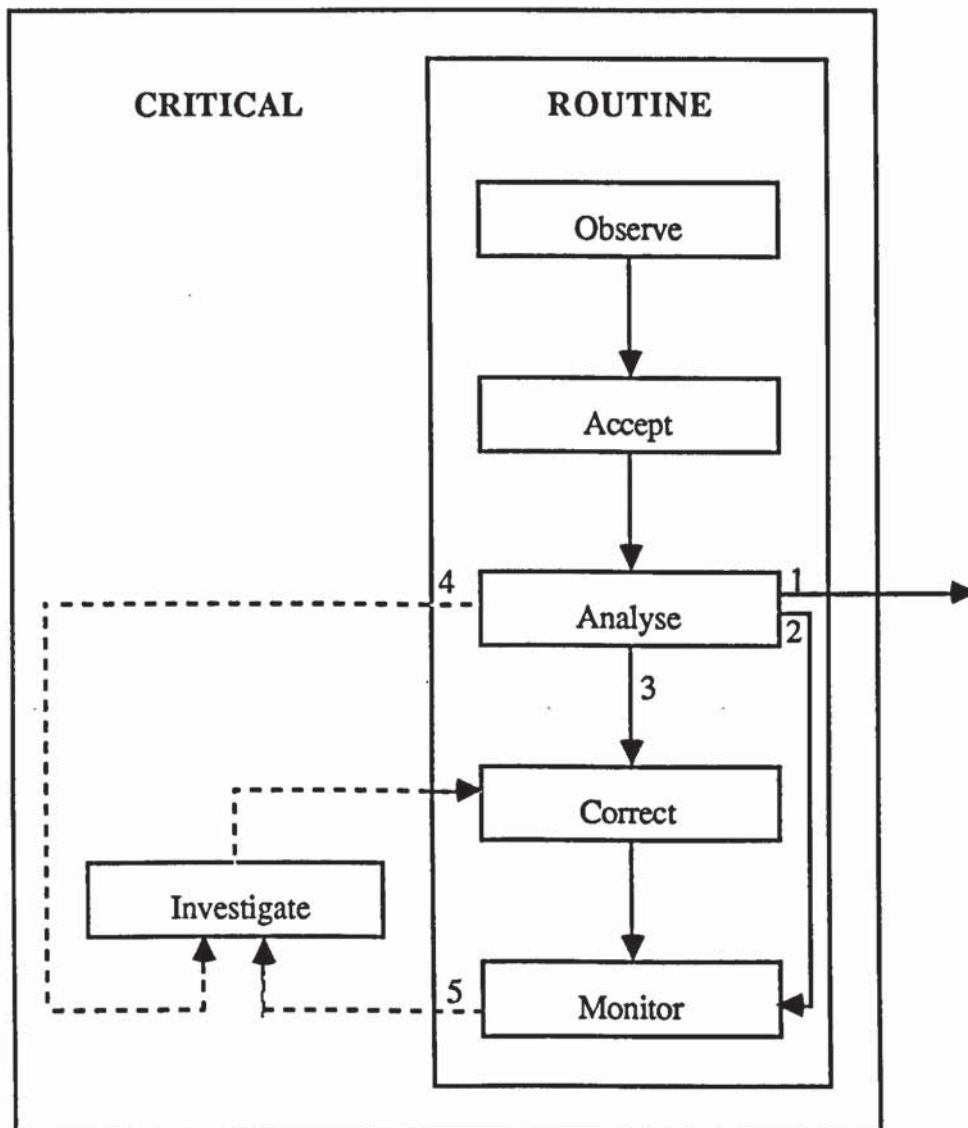 CRITICAL
ROUTINE
Observe
Accept
4
Analyse
1
2
3
Correct
Investigate
5
Monitor